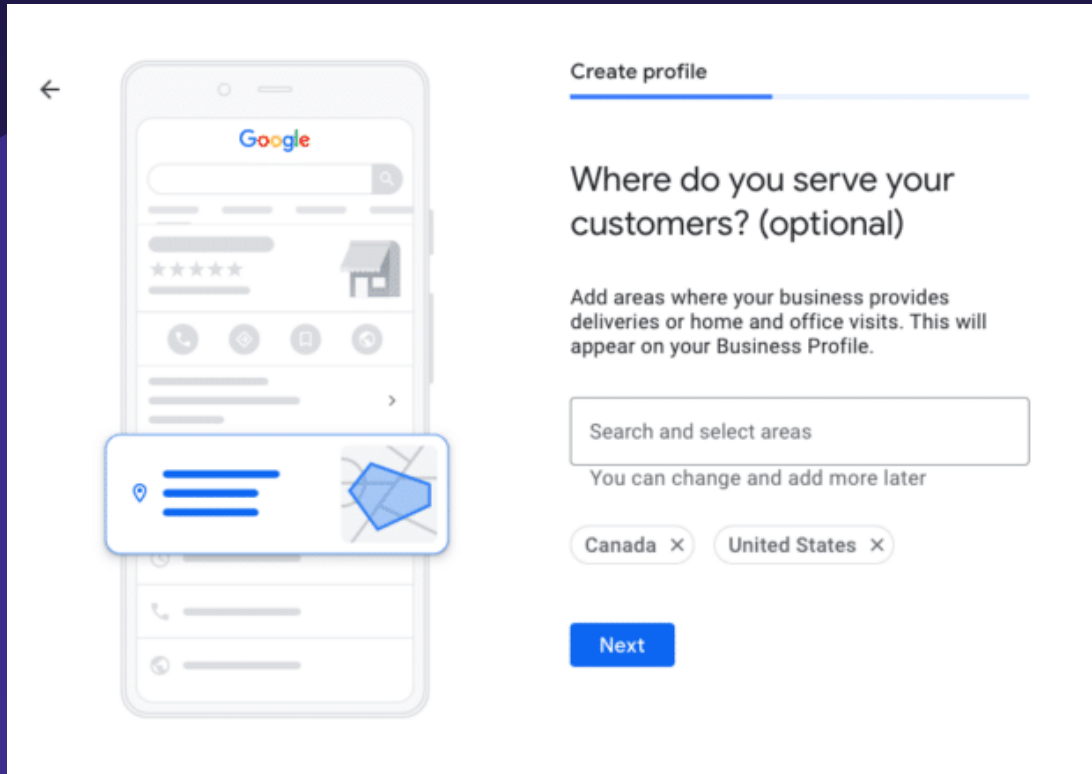 Google
Create profile
Where do you serve your
customers? (optional)
Add areas where your business provides
deliveries or home and office visits. This will
appear on your Business Profile.
Search and select areas
You can change and add more later
Canada ✕ United States ✕
Next